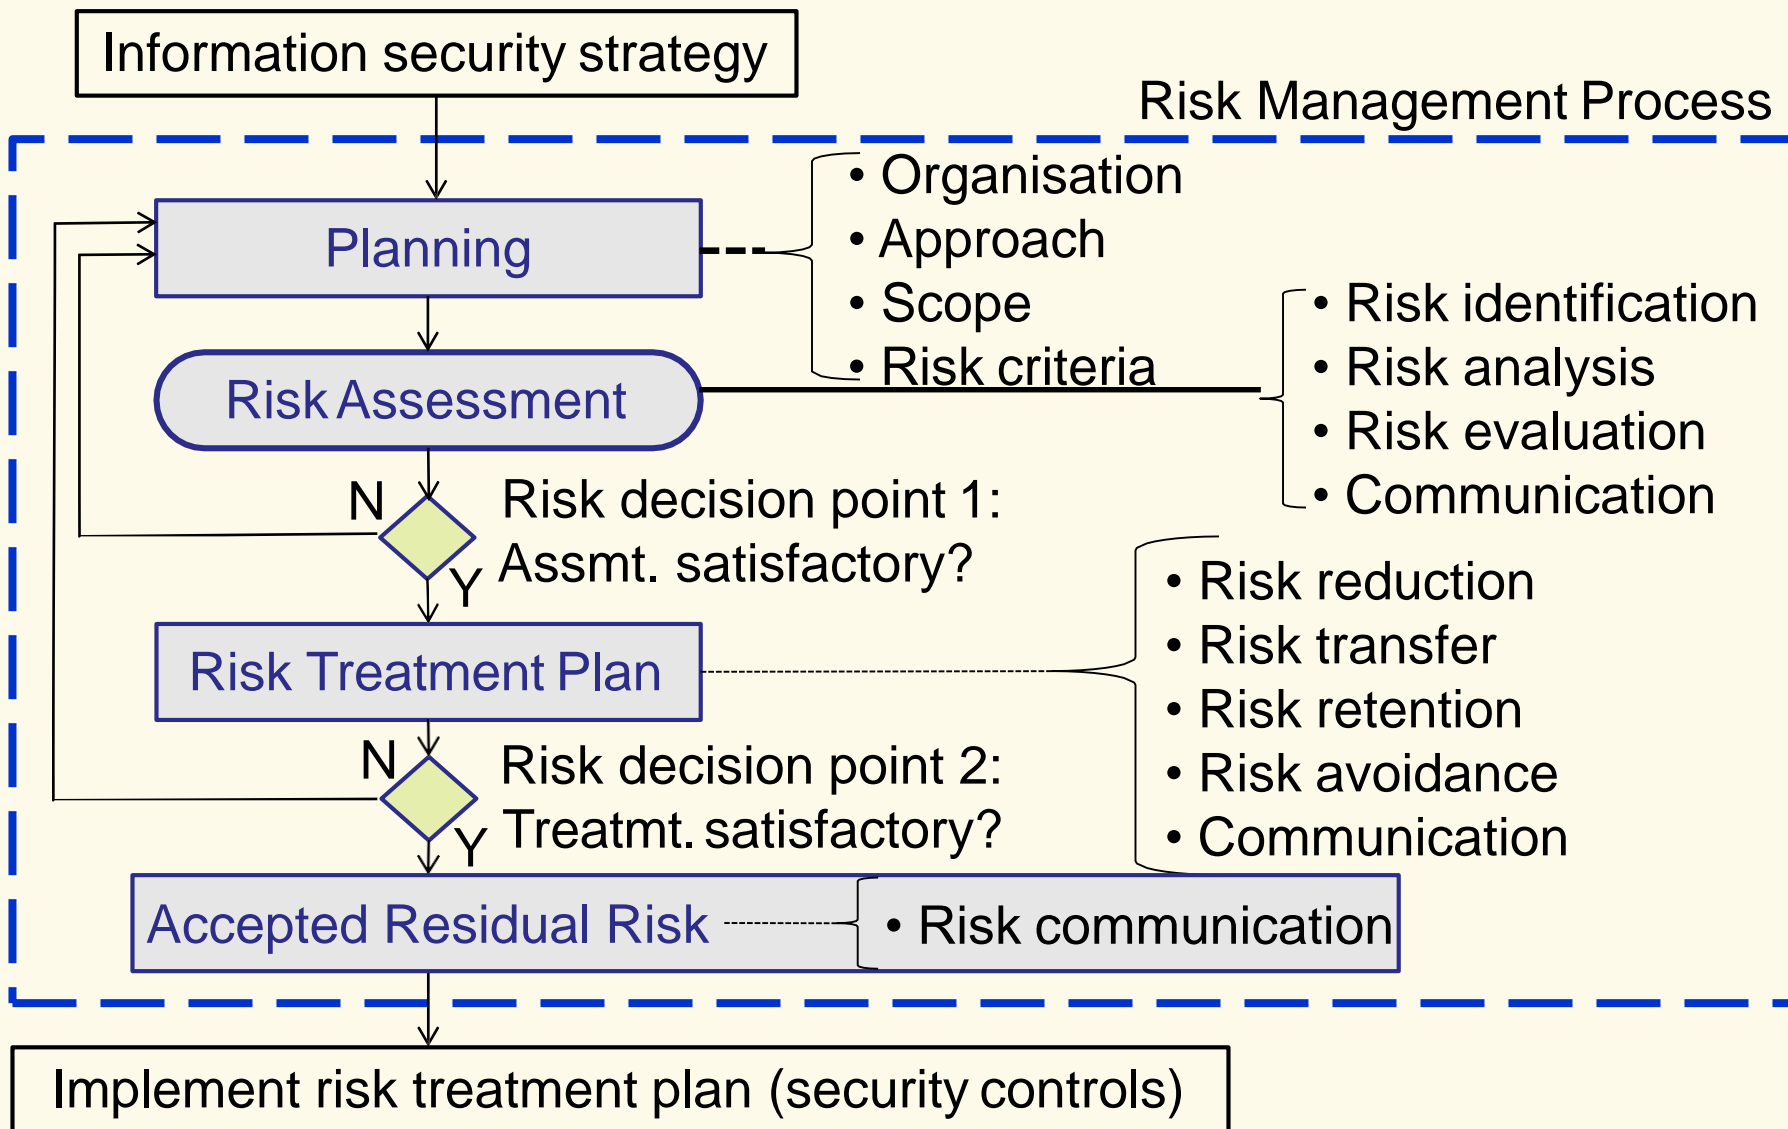 Information security strategy
Risk Management Process
Planning
• Organisation
• Approach
• Scope
• Risk criteria
Risk Assessment
• Risk identification
• Risk analysis
• Risk evaluation
• Communication
N
Y
Risk decision point 1:
Assmt. satisfactory?
Risk Treatment Plan
• Risk reduction
• Risk transfer
• Risk retention
• Risk avoidance
• Communication
N
Y
Risk decision point 2:
Treatmt. satisfactory?
Accepted Residual Risk
• Risk communication
Implement risk treatment plan (security controls)